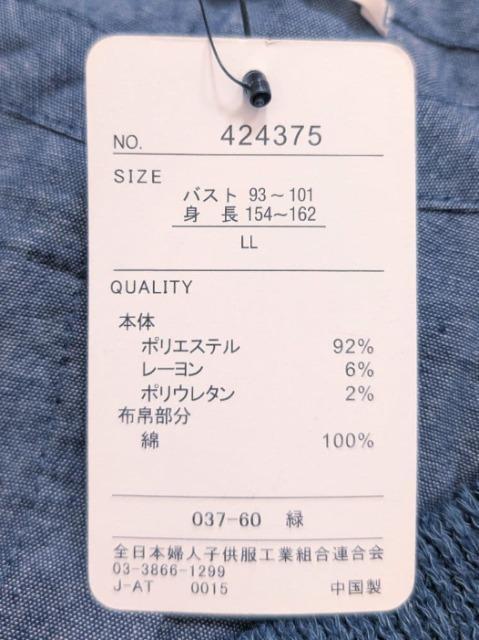 NO. 424375
SIZE
バスト 93～101
身 長 154～162
LL
QUALITY
本体
ポリエステル 92%
レーヨン 6%
ポリウレタン 2%
布帛部分
綿 100%
037-60 緑
全日本婦人子供服工業組合連合会
03-3866-1299
J-AT 0015 中国製